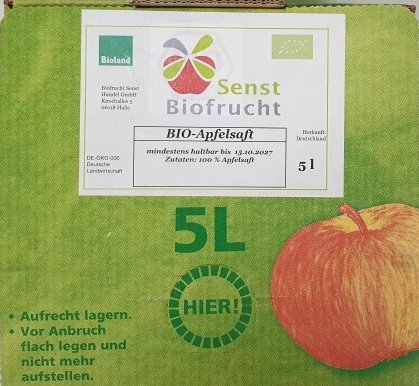 Bioland
Biofrucht Senst
Handel GmbH
Kirschallee 5
06118 Halle
Senst
Biofrucht
Herkunft:
Deutschland
BIO-Apfelsaft
mindestens haltbar bis 15.10.2027
Zutaten: 100 % Apfelsaft
DE-ÖKO-006
Deutsche
Landwirtschaft
5 l
5L
HIER!
• Aufrecht lagern.
• Vor Anbruch
flach legen und
nicht mehr
aufstellen.